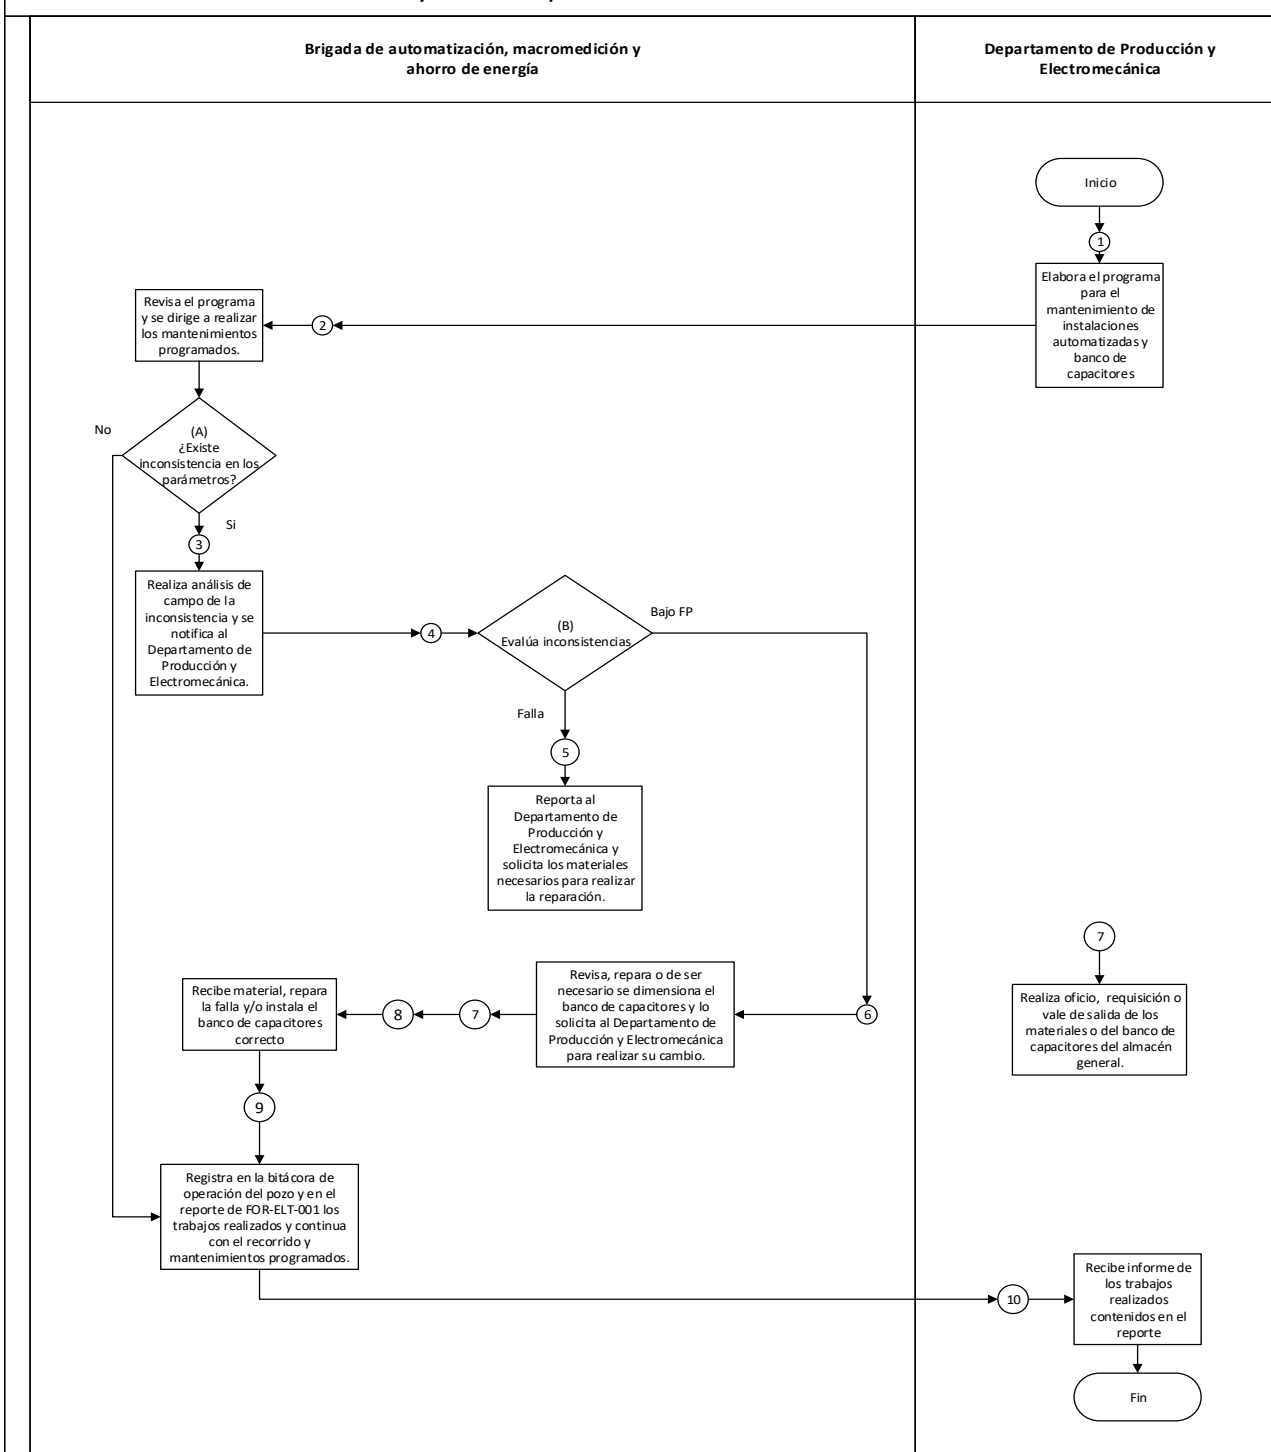 Brigada de automatización, macromedición y
ahorro de energía
Departamento de Producción y
Electromecánica
Inicio
1
Elabora el programa
para el
mantenimiento de
instalaciones
automatizadas y
banco de
capacitores
2
Revisa el programa
y se dirige a realizar
los mantenimientos
programados.
No
(A)
¿Existe
inconsistencia en los
parámetros?
Si
3
Realiza análisis de
campo de la
inconsistencia y se
notifica al
Departamento de
Producción y
Electromecánica.
4
(B)
Evalúa inconsistencias
Bajo FP
Falla
5
Reporta al
Departamento de
Producción y
Electromecánica y
solicita los materiales
necesarios para realizar
la reparación.
6
Revisa, repara o de ser
necesario se dimensiona el
banco de capacitores y lo
solicita al Departamento de
Producción y Electromecánica
para realizar su cambio.
7
8
Recibe material, repara
la falla y/o instala el
banco de capacitores
correcto
7
Realiza oficio, requisición o
vale de salida de los
materiales o del banco de
capacitores del almacén
general.
9
Registra en la bitácora de
operación del pozo y en el
reporte de FOR-ELT-001 los
trabajos realizados y continua
con el recorrido y
mantenimientos programados.
10
Recibe informe de
los trabajos
realizados
contenidos en el
reporte
Fin